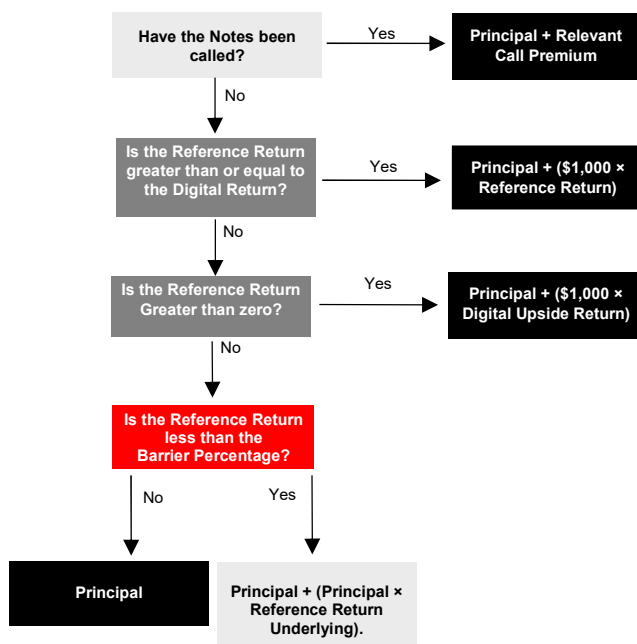 Have the Notes been
called?
Yes
Principal + Relevant
Call Premium
No
Is the Reference Return
greater than or equal to
the Digital Return?
Yes
Principal + ($1,000 ×
Reference Return)
No
Is the Reference Return
Greater than zero?
Yes
Principal + ($1,000 ×
Digital Upside Return)
No
Is the Reference Return
less than the
Barrier Percentage?
No
Yes
Principal
Principal + (Principal ×
Reference Return
Underlying).